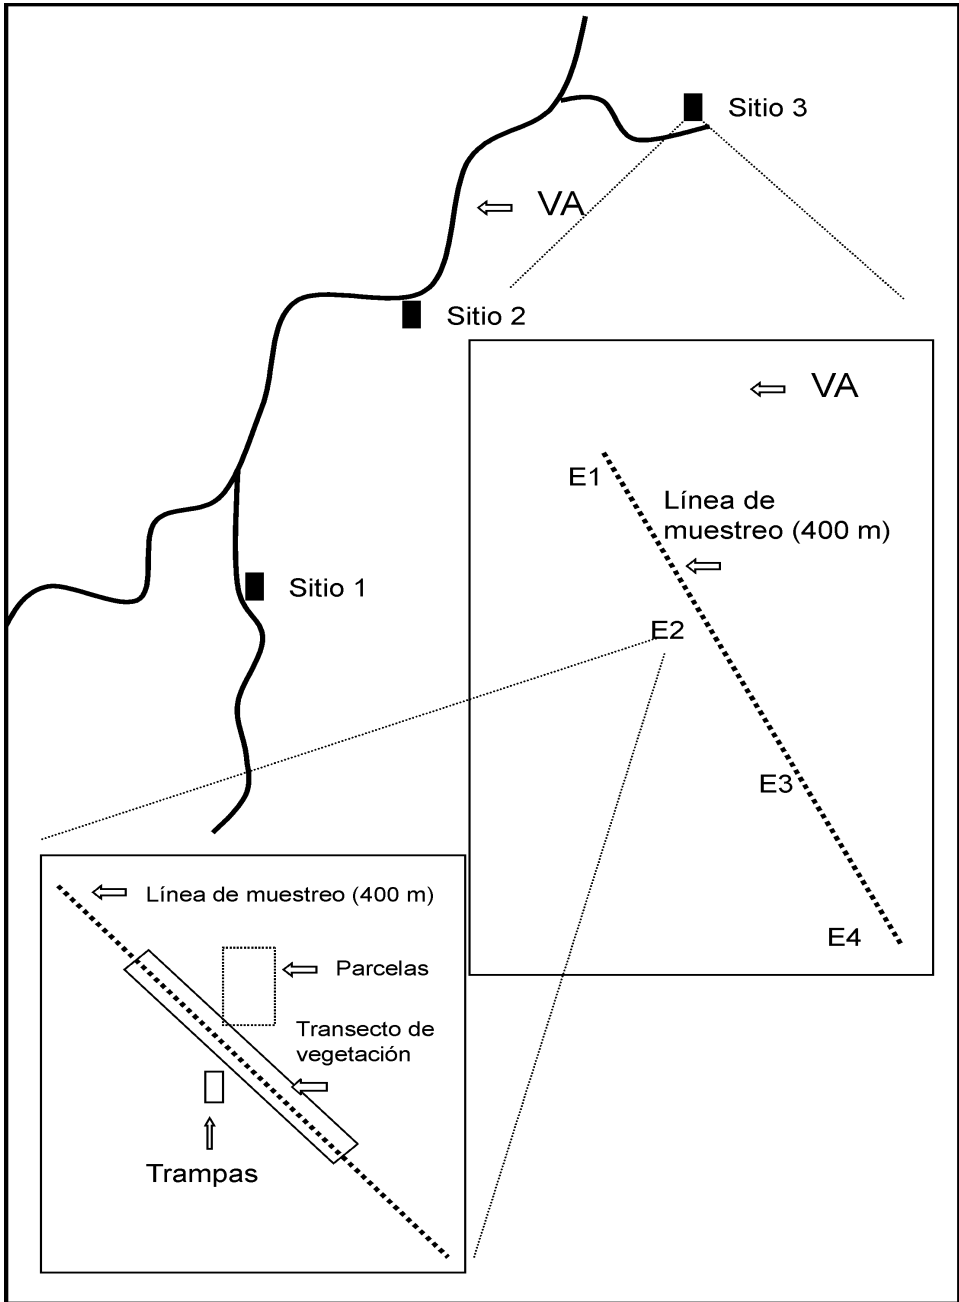 Sitio 3
VA
Sitio 2
VA
E1
Línea de
muestreo (400 m)
Sitio 1
E2
E3
E4
Línea de muestreo (400 m)
Parcelas
Transecto de
vegetación
Trampas